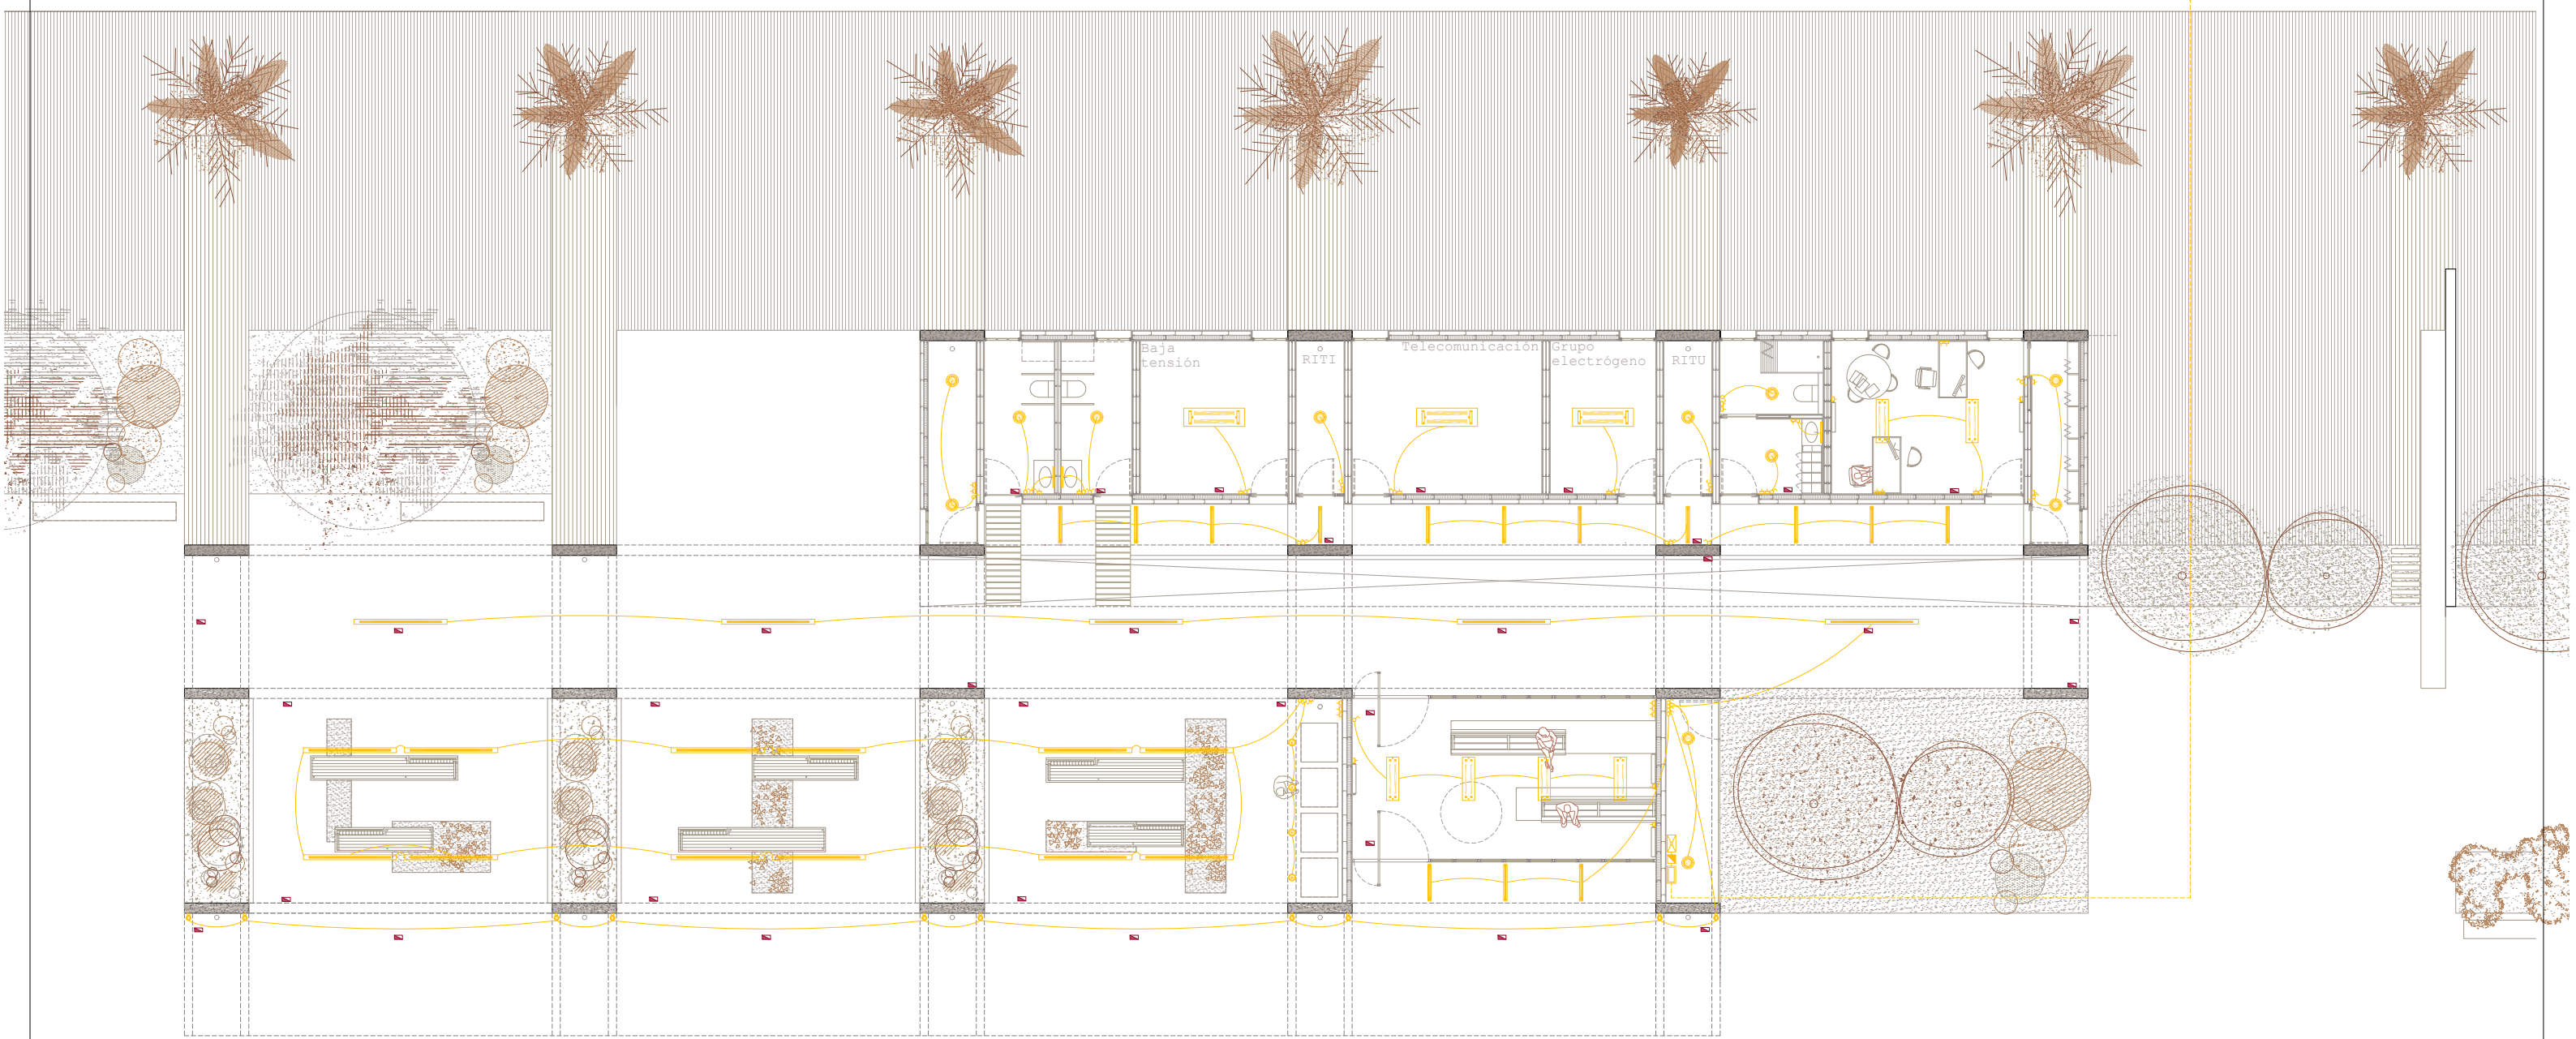 Baja
tensión
RITI
Telecomunicación
Grupo
electrógeno
RITU